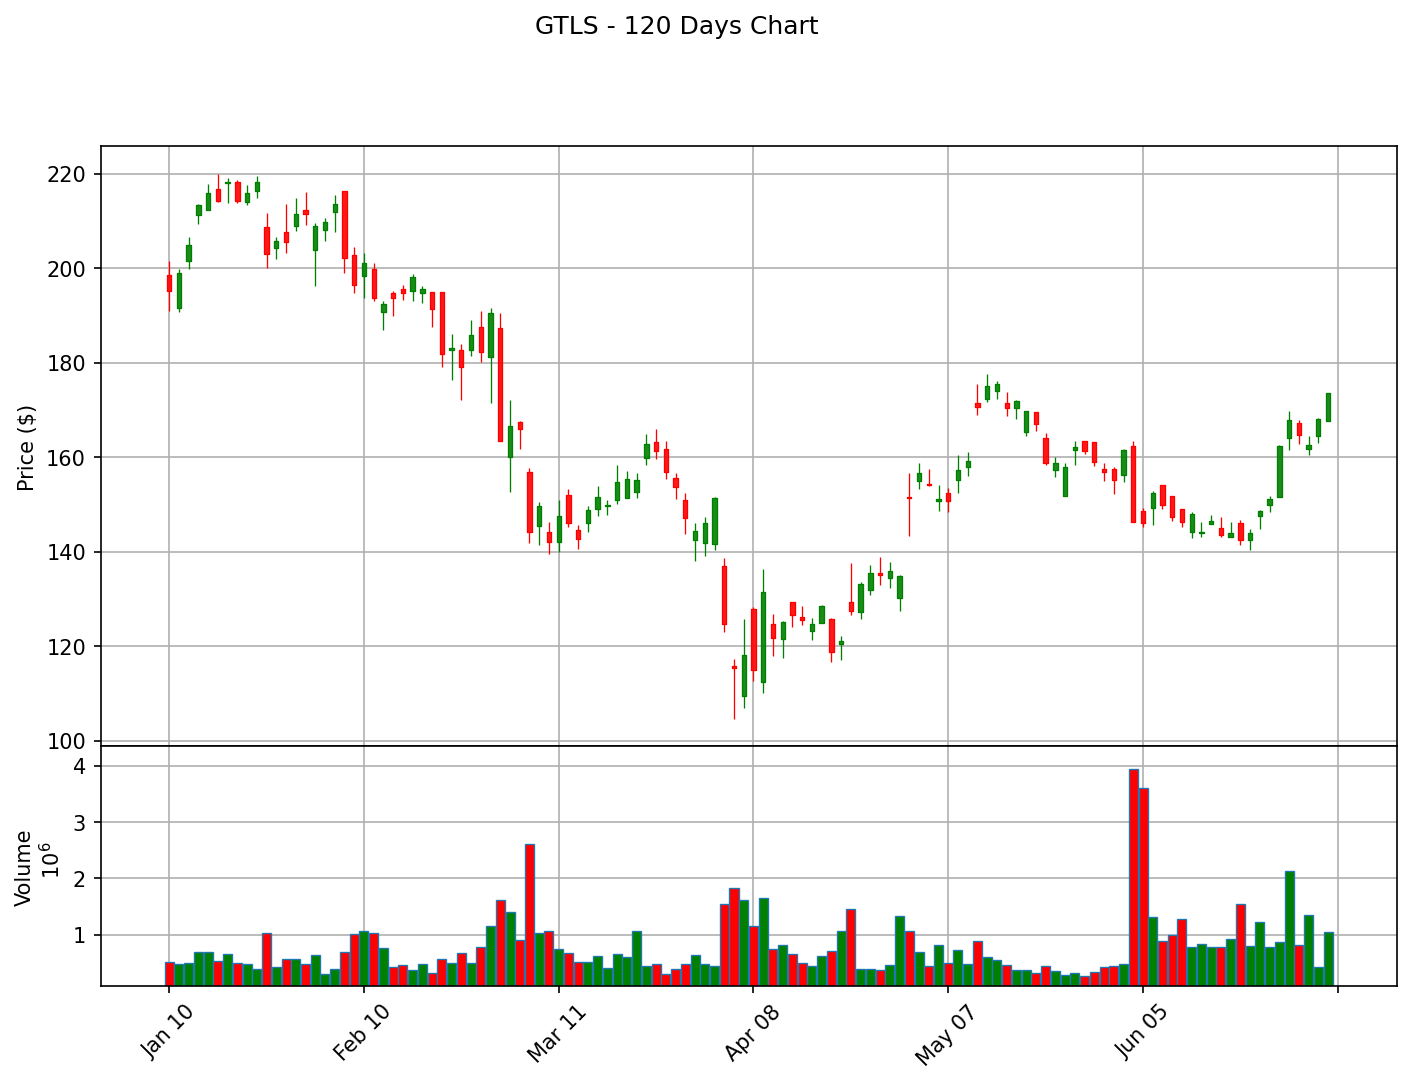 GTLS - 120 Days Chart
220
200
180
160
140
120
100
Price ($)
4
3
2
1
Volume
10^6
Jan 10
Feb 10
Mar 11
Apr 08
May 07
Jun 05